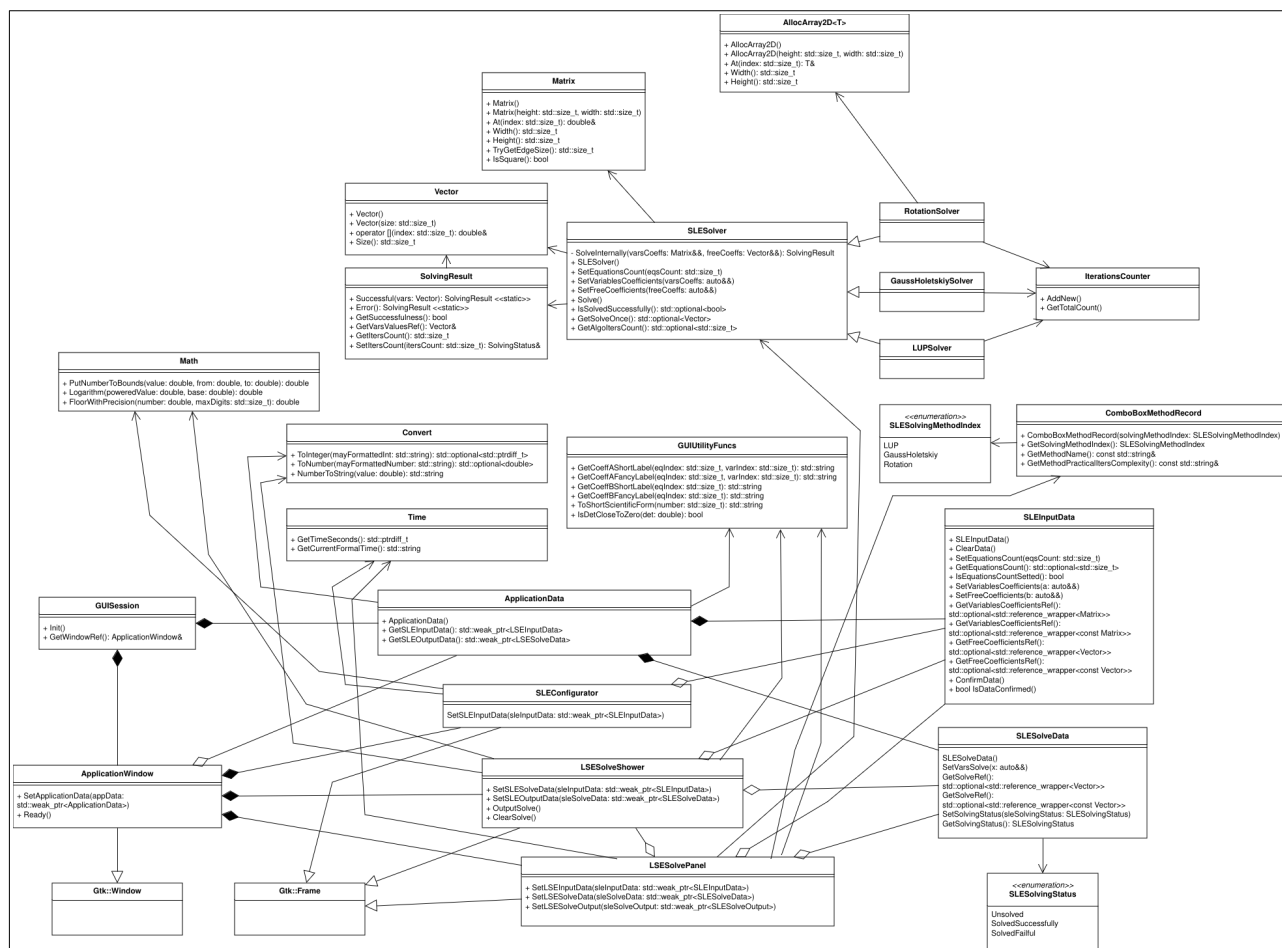 AllocArray2D<T>
+ AllocArray2D()
+ AllocArray2D(height: std::size_t, width: std::size_t)
+ At(index: std::size_t): T&
+ Width(): std::size_t
+ Height(): std::size_t
Matrix
+ Matrix()
+ Matrix(height: std::size_t, width: std::size_t)
+ At(index: std::size_t): double&
+ Width(): std::size_t
+ Height(): std::size_t
+ TryGetEdgeSize(): std::size_t
+ IsSquare(): bool
Vector
+ Vector()
+ Vector(size: std::size_t)
+ operator [](index: std::size_t): double&
+ Size(): std::size_t
SLESolver
- SolveInternally(varsCoeffs: Matrix&&, freeCoeffs: Vector&&): SolvingResult
+ SLESolver()
+ SetEquationsCount(eqsCount: std::size_t)
+ SetVariablesCoefficients(varsCoeffs: auto&&)
+ SetFreeCoefficients(freeCoeffs: auto&&)
+ Solve()
+ IsSolvedSuccessfully(): std::optional<bool>
+ GetSolveOnce(): std::optional<Vector>
+ GetAlgoItersCount(): std::optional<std::size_t>
RotationSolver
GaussHoletskiySolver
LUPSolver
IterationsCounter
+ AddNew()
+ GetTotalCount()
SolvingResult
+ Successful(vars: Vector): SolvingResult <<static>>
+ Error(): SolvingResult <<static>>
+ GetSuccessfulness(): bool
+ GetVarsValuesRef(): Vector&
+ GetItersCount(): std::size_t
+ SetItersCount(itersCount: std::size_t): SolvingStatus&
Math
+ PutNumberToBounds(value: double, from: double, to: double): double
+ Logarithm(poweredValue: double, base: double): double
+ FloorWithPrecision(number: double, maxDigits: std::size_t): double
Convert
+ ToInteger(mayFormattedInt: std::string): std::optional<std::ptrdiff_t>
+ ToNumber(mayFormattedNumber: std::string): std::optional<double>
+ NumberToString(value: double): std::string
GUIUtilityFuncs
+ GetCoeffAShortLabel(eqIndex: std::size_t, varIndex: std::size_t): std::string
+ GetCoeffAFancyLabel(eqIndex: std::size_t, varIndex: std::size_t): std::string
+ GetCoeffBShortLabel(eqIndex: std::size_t): std::string
+ GetCoeffBFancyLabel(eqIndex: std::size_t): std::string
+ ToShortScientificForm(number: std::size_t): std::string
+ IsDetCloseToZero(det: double): bool
<<enumeration>>
SLESolvingMethodIndex
LUP
GaussHoletskiy
Rotation
ComboBoxMethodRecord
+ ComboBoxMethodRecord(solvingMethodIndex: SLESolvingMethodIndex)
+ GetSolvingMethodIndex(): SLESolvingMethodIndex
+ GetMethodName(): const std::string&
+ GetMethodPracticalItersComplexity(): const std::string&
Time
+ GetTimeSeconds(): std::ptrdiff_t
+ GetCurrentFormalTime(): std::string
SLEInputData
+ SLEInputData()
+ ClearData()
+ SetEquationsCount(eqsCount: std::size_t)
+ GetEquationsCount(): std::optional<std::size_t>
+ IsEquationsCountSetted(): bool
+ SetVariablesCoefficients(a: auto&&)
+ SetFreeCoefficients(b: auto&&)
+ GetVariablesCoefficientsRef():
std::optional<std::reference_wrapper<Matrix>>
+ GetVariablesCoefficientsRef():
std::optional<std::reference_wrapper<const Matrix>>
+ GetFreeCoefficientsRef():
std::optional<std::reference_wrapper<Vector>>
+ GetFreeCoefficientsRef():
std::optional<std::reference_wrapper<const Vector>>
+ ConfirmData()
+ bool IsDataConfirmed()
GUISession
+ Init()
+ GetWindowRef(): ApplicationWindow&
ApplicationData
+ ApplicationData()
+ GetSLEInputData(): std::weak_ptr<LSEInputData>
+ GetSLEOutputData(): std::weak_ptr<LSESolveData>
SLEConfigurator
SetSLEInputData(sleInputData: std::weak_ptr<SLEInputData>)
SLESolveData
SLESolveData()
SetVarsSolve(x: auto&&)
GetSolveRef():
std::optional<std::reference_wrapper<Vector>>
GetSolveRef():
std::optional<std::reference_wrapper<const Vector>>
SetSolvingStatus(sleSolvingStatus: SLESolvingStatus)
GetSolvingStatus(): SLESolvingStatus
ApplicationWindow
+ SetApplicationData(appData:
std::weak_ptr<ApplicationData>)
+ Ready()
LSESolveShower
+ SetSLESolveData(sleInputData: std::weak_ptr<SLEInputData>)
+ SetSLEOutputData(sleSolveData: std::weak_ptr<SLESolveData>)
+ OutputSolve()
+ ClearSolve()
LSESolvePanel
+ SetLSEInputData(sleInputData: std::weak_ptr<SLEInputData>)
+ SetLSESolveData(sleSolveData: std::weak_ptr<SLESolveData>)
+ SetLSESolveOutput(sleSolveOutput: std::weak_ptr<SLESolveOutput>)
Gtk::Window
Gtk::Frame
<<enumeration>>
SLESolvingStatus
Unsolved
SolvedSuccessfully
SolvedFailful